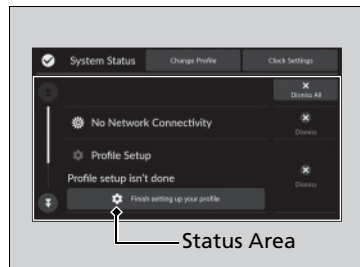 System Status
Change Profile
Clock Settings
Dismiss All
No Network Connectivity
Dismiss
Profile Setup
Profile setup isn't done
Dismiss
Finish setting up your profile
Status Area